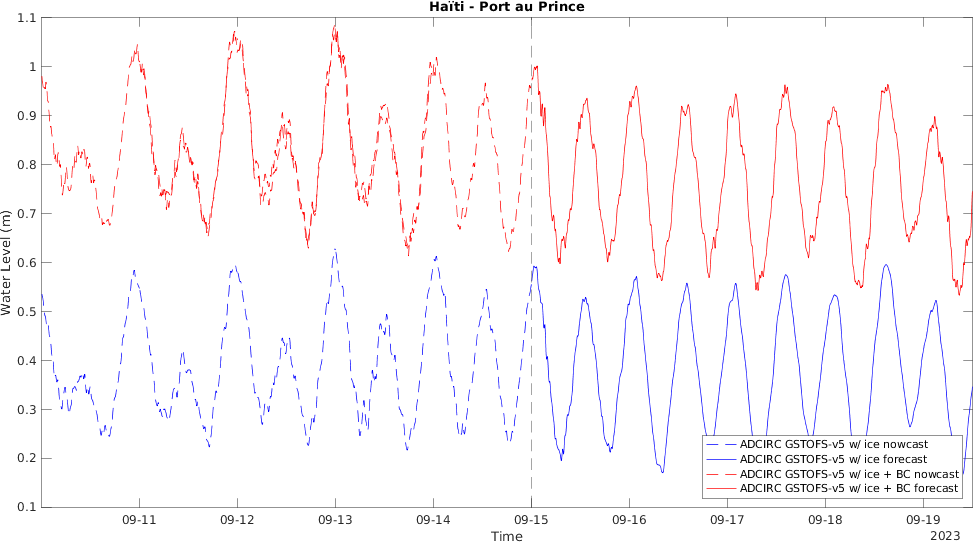 Haïti - Port au Prince
Water Level (m)
1.1
1
0.9
0.8
0.7
0.6
0.5
0.4
0.3
0.2
0.1
ADCIRC GSTOFS-v5 w/ ice nowcast
ADCIRC GSTOFS-v5 w/ ice forecast
ADCIRC GSTOFS-v5 w/ ice + BC nowcast
ADCIRC GSTOFS-v5 w/ ice + BC forecast
09-11 09-12 09-13 09-14 09-15 09-16 09-17 09-18 09-19
Time
2023